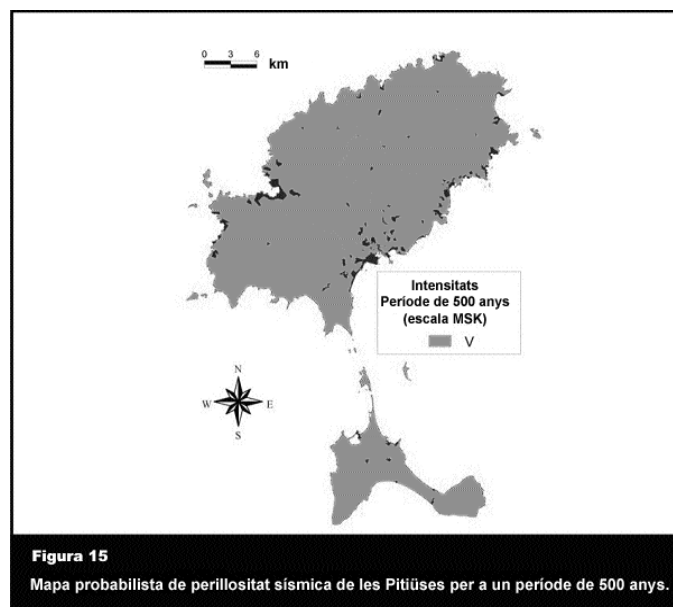 0 3 6
km
Intensitats
Període de 500 anys
(escala MSK)
V
N
W E
S
Figura 15
Mapa probabilista de perillositat sísmica de les Pitiüses per a un període de 500 anys.